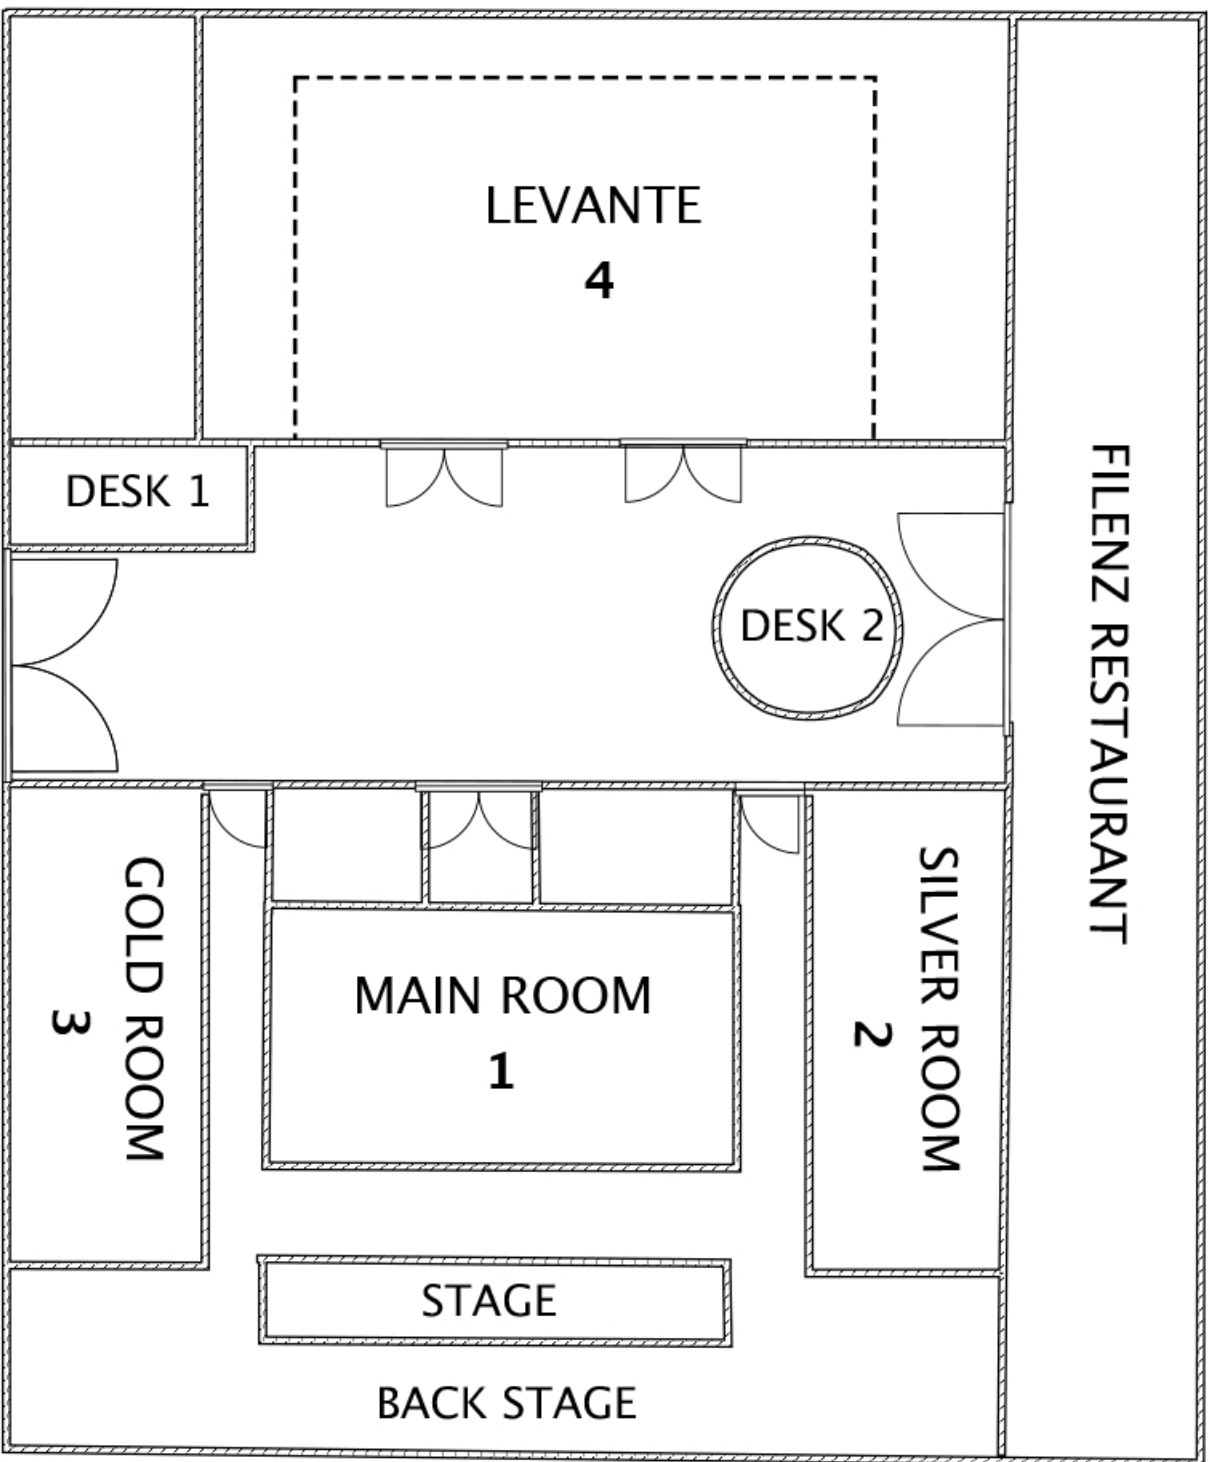 LEVANTE
4
DESK 1
DESK 2
FILENZ RESTAURANT
GOLD ROOM
3
MAIN ROOM
1
SILVER ROOM
2
STAGE
BACK STAGE